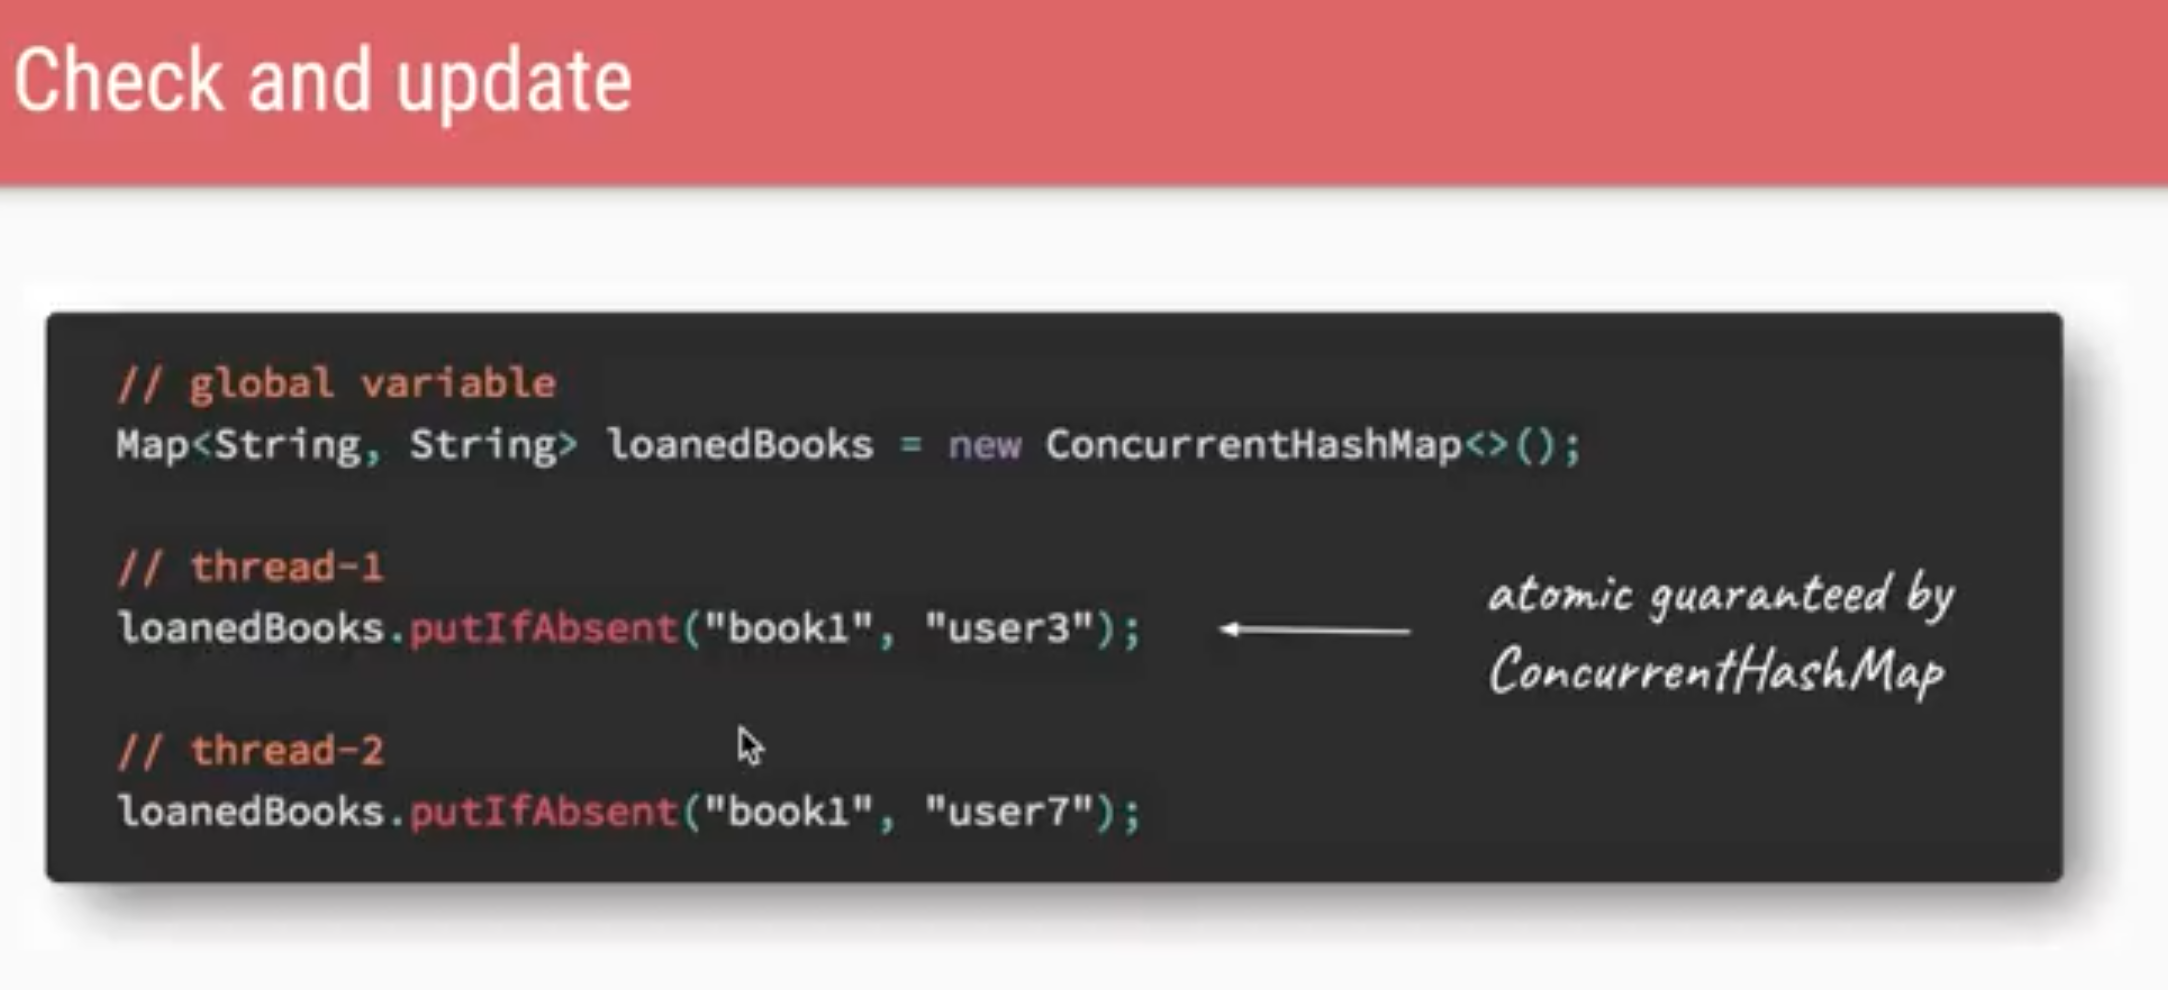 Check and update
// global variable
Map<String, String> loanedBooks = new ConcurrentHashMap<>();
// thread-1
loanedBooks.putIfAbsent("book1", "user3");
atomic guaranteed by
ConcurrentHashMap
// thread-2
loanedBooks.putIfAbsent("book1", "user7");